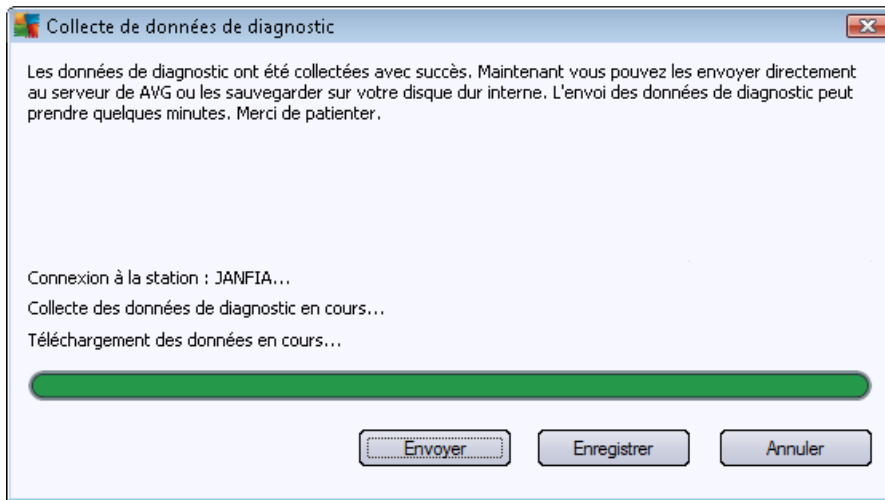 Collecte de données de diagnostic
Les données de diagnostic ont été collectées avec succès. Maintenant vous pouvez les envoyer directement
au serveur de AVG ou les sauvegarder sur votre disque dur interne. L'envoi des données de diagnostic peut
prendre quelques minutes. Merci de patienter.
Connexion à la station : JANFIA...
Collecte des données de diagnostic en cours...
Téléchargement des données en cours...
Envoyer
Enregistrer
Annuler